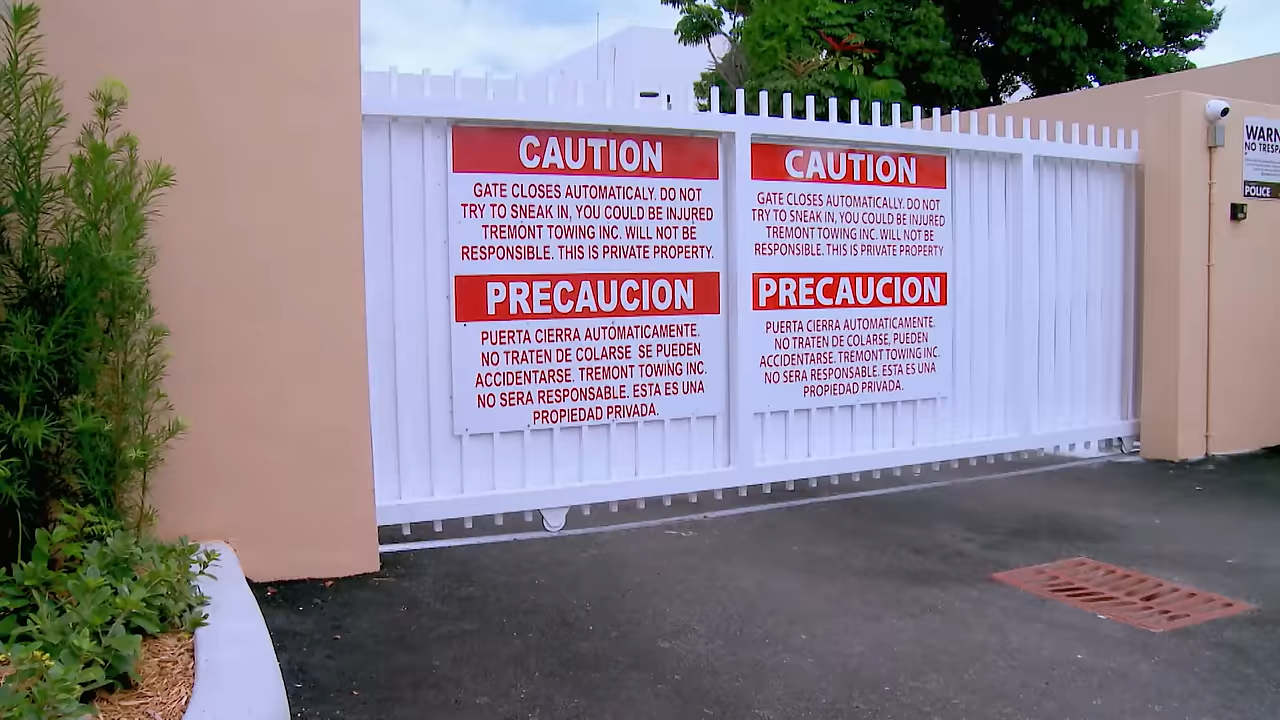 CAUTION
GATE CLOSES AUTOMATICALY. DO NOT
TRY TO SNEAK IN, YOU COULD BE INJURED
TREMONT TOWING INC. WILL NOT BE
RESPONSIBLE. THIS IS PRIVATE PROPERTY.
PRECAUCION
PUERTA CIERRA AUTOMATICAMENTE.
NO TRATEN DE COLARSE SE PUEDEN
ACCIDENTARSE. TREMONT TOWING INC.
NO SERA RESPONSABLE. ESTA ES UNA
PROPIEDAD PRIVADA.
CAUTION
GATE CLOSES AUTOMATICALLY. DO NOT
TRY TO SNEAK IN, YOU COULD BE INJURED
TREMONT TOWING INC. WILL NOT BE
RESPONSIBLE. THIS IS PRIVATE PROPERTY
PRECAUCION
PUERTA CIERRA AUTOMATICAMENTE.
NO TRATEN DE COLARSE, PUEDEN
ACCIDENTARSE. TREMONT TOWING INC.
NO SERA RESPONSABLE. ESTA ES UNA
PROPIEDAD PRIVADA.
WARN
NO TRESPA
POLICE